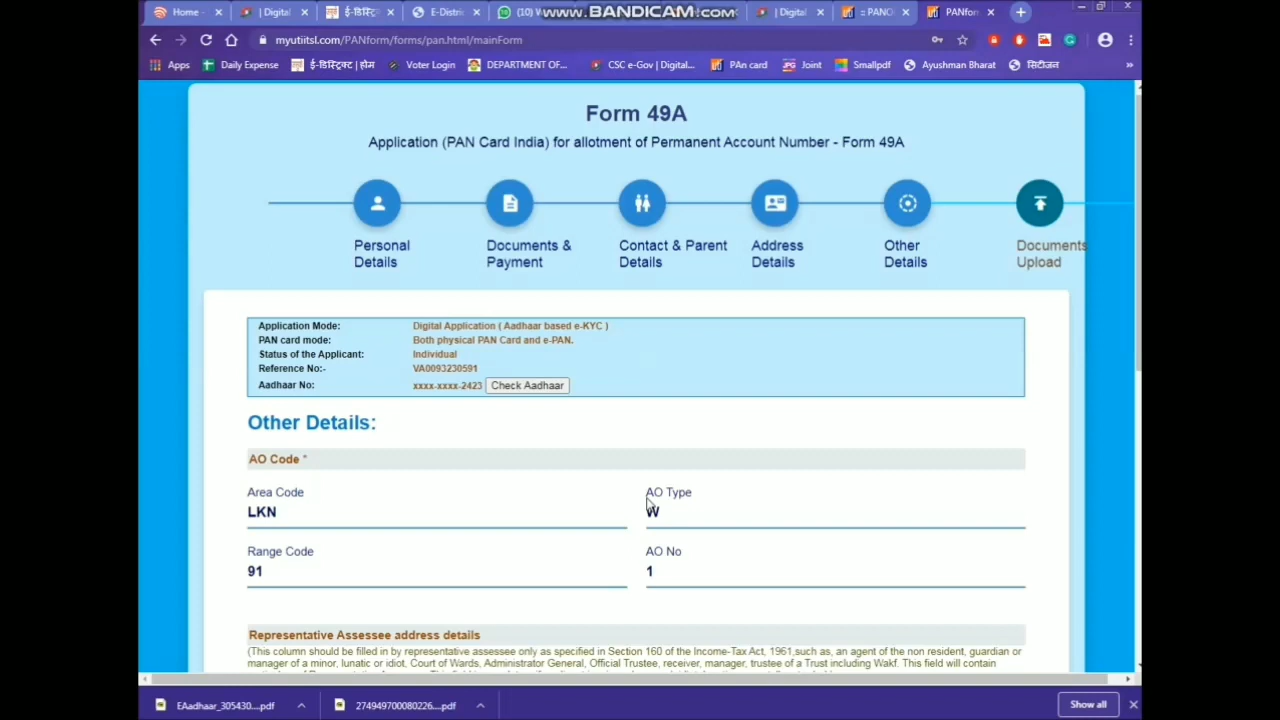 www.BANDICAM.com
Home
| Digital
ई-डिस्ट्रि
E-Distri
(10) W
| Digital
:: PANO
PANfor
myutiitsl.com/PANform/forms/pan.html/mainForm
Apps
Daily Expense
ई-डिस्ट्रिक्ट | होम
Voter Login
DEPARTMENT OF...
CSC e-Gov | Digital...
PAn card
Joint
Smallpdf
Ayushman Bharat
सिटीजन
»
Form 49A
Application (PAN Card India) for allotment of Permanent Account Number - Form 49A
Personal Details
Documents & Payment
Contact & Parent Details
Address Details
Other Details
Documents Upload
Application Mode: Digital Application ( Aadhaar based e-KYC )
PAN card mode: Both physical PAN Card and e-PAN.
Status of the Applicant: Individual
Reference No:- VA0093230591
Aadhaar No: xxxx-xxxx-2423 Check Aadhaar
Other Details:
AO Code *
Area Code
LKN
AO Type
W
Range Code
91
AO No
1
Representative Assessee address details
(This column should be filled in by representative assessee only as specified in Section 160 of the Income-Tax Act, 1961,such as, an agent of the non resident, guardian or
manager of a minor, lunatic or idiot, Court of Wards, Administrator General, Official Trustee, receiver, manager, trustee of a Trust including Wakf. This field will contain
EAadhaar_305430....pdf
274949700080226....pdf
Show all